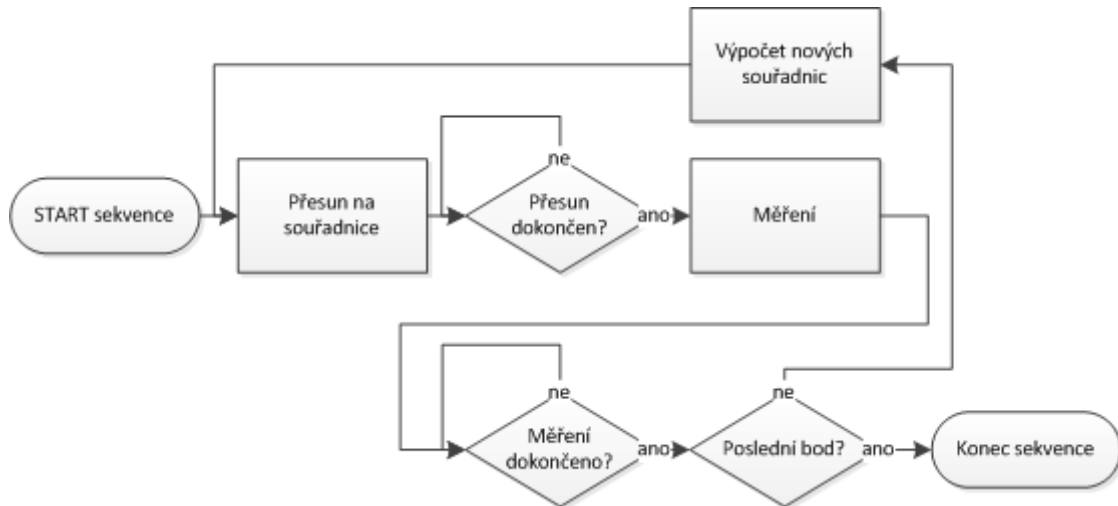 Výpočet nových
souřadnic
ne
START sekvence
Přesun na
souřadnice
Přesun
dokončen?
ano
Měření
ne
Měření
dokončeno?
ano
ne
Poslední bod?
ano
Konec sekvence